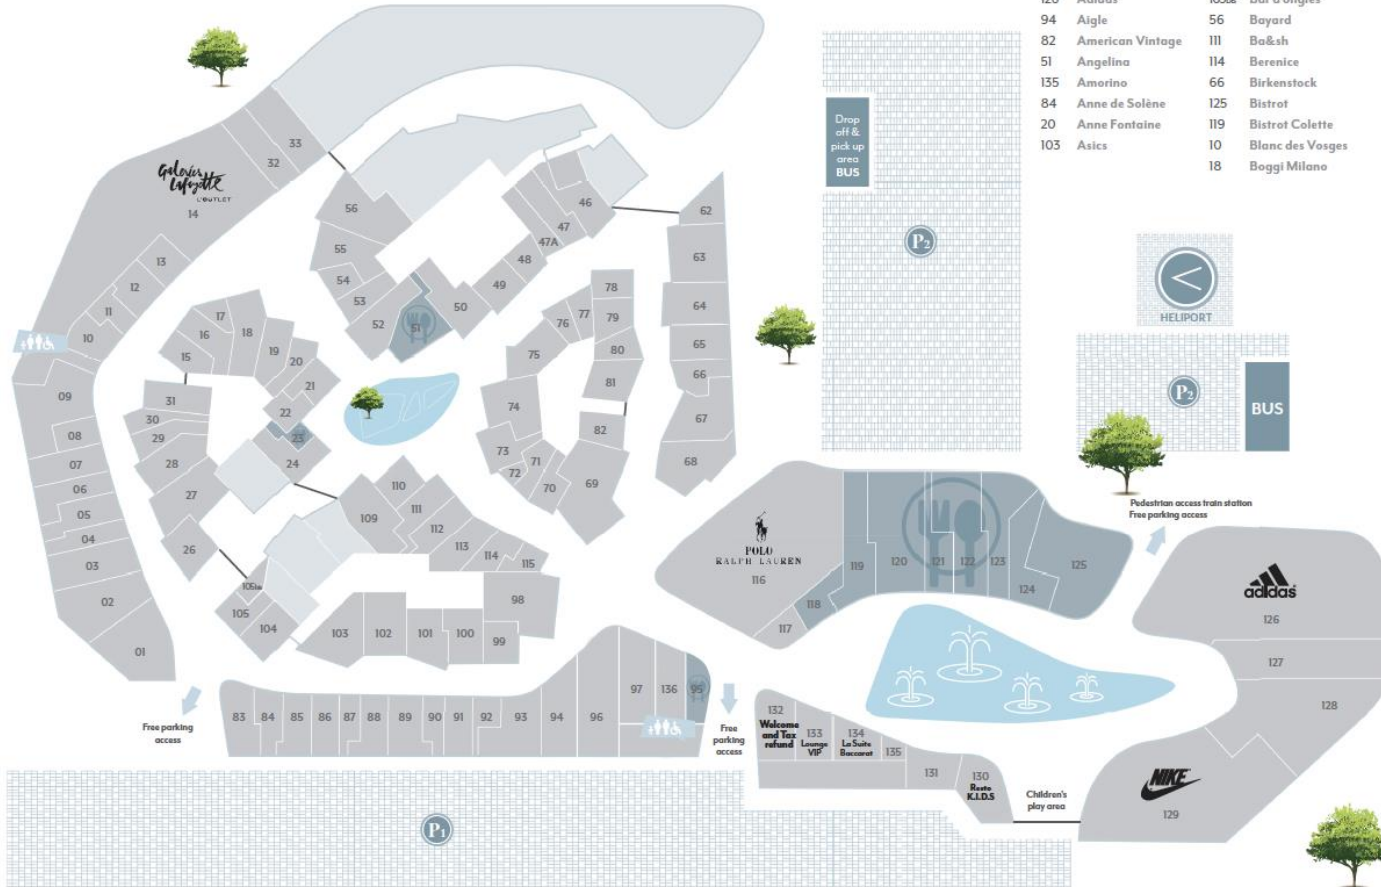 120 Adidas
94 Aigle
82 American Vintage
51 Angelina
135 Amorino
84 Anne de Solène
20 Anne Fontaine
103 Asics
105bis Bar d'ongles
56 Bayard
111 Ba&sh
114 Berenice
66 Birkenstock
125 Bistrot
119 Bistrot Colette
10 Blanc des Vosges
18 Boggi Milano
Drop
off &
pick up
area
BUS
P2
HELIPORT
P2
BUS
Pedestrian access train station
Free parking access
33
32
Galeries
Lafayette
L'OUTLET
14
13
12
11
10
09
08
07
06
05
04
03
02
01
56
55
54
53
52
51
50
49
48
47A
47
46
62
63
64
65
66
67
68
17
16
15
18
19
20
21
22
23
24
31
30
29
28
27
26
78
77
76
79
75
80
81
74
82
73
72
71
70
69
110
109
111
112
113
114
115
105bis
105
104
103
102
101
100
99
98
POLO
RALPH LAUREN
116
117
118
119
120
121
122
123
124
125
adidas
126
127
128
NIKE
129
Free parking
access
83
84
85
86
87
88
89
90
91
92
93
94
96
97
136
95
Free
parking
access
132
Welcome
and Tax
refund
133
Lounge
VIP
134
La Suite
Baccarat
135
131
130
Resto
K.I.D.S
Children's
play area
P1